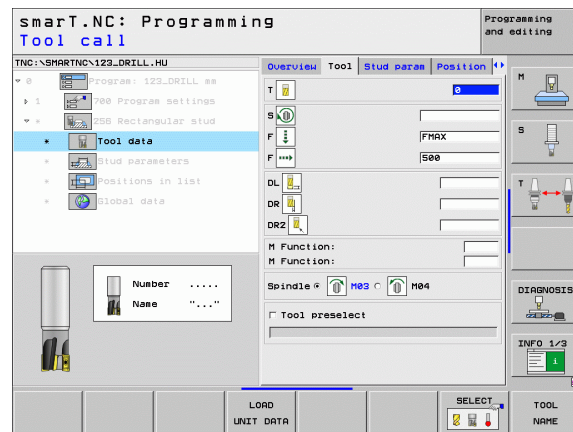 smarT.NC: Programming
Tool call
Programming
and editing
TNC:\SMARTNC\123_DRILL.HU
0 Program: 123_DRILL mm
1 700 Program settings
* 256 Rectangular stud
* Tool data
* Stud parameters
* Positions in list
* Global data
Number .....
Name "..."
Overview Tool Stud param Position
T 0
S
F FMAX
F 500
DL
DR
DR2
M Function:
M Function:
Spindle M03 M04
Tool preselect
M
S
T
DIAGNOSIS
INFO 1/3
LOAD
UNIT DATA
SELECT
TOOL
NAME